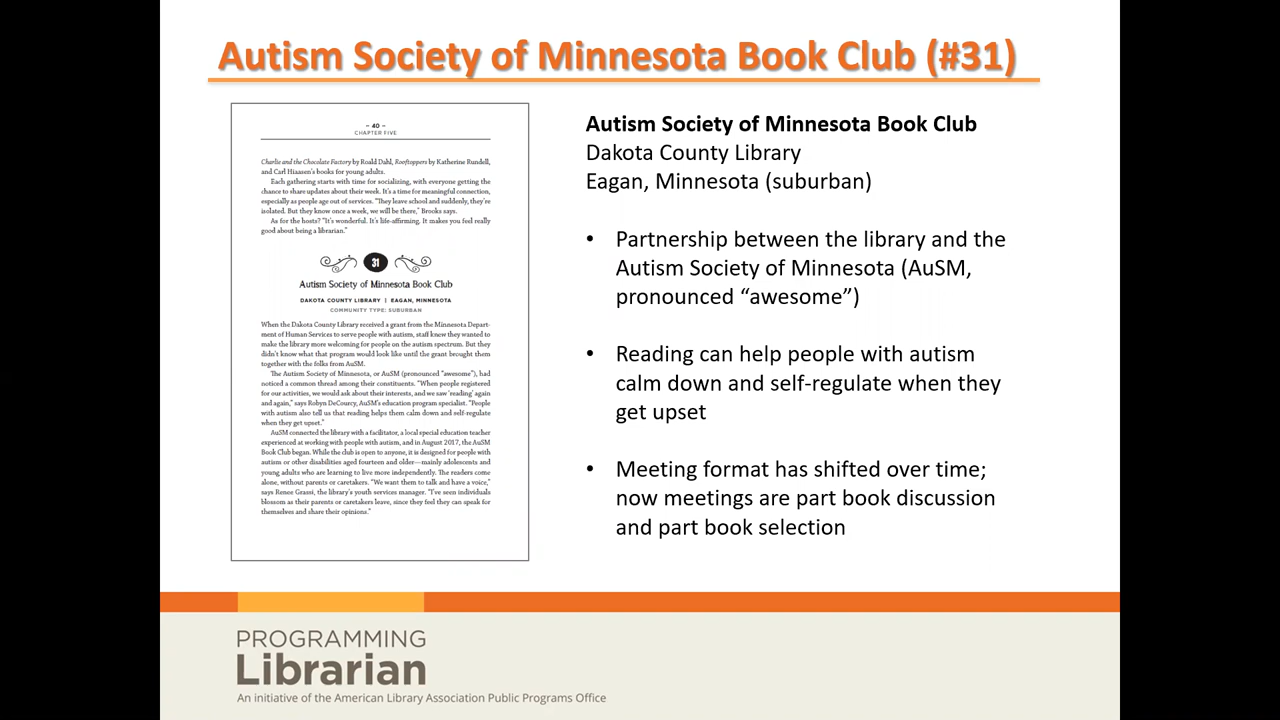 Autism Society of Minnesota Book Club (#31)
– 40 –
CHAPTER FIVE
Charlie and the Chocolate Factory by Roald Dahl, Rooftoppers by Katherine Rundell,
and Carl Hiaasen's books for young adults.
Each gathering starts with time for socializing, with everyone getting the
chance to share updates about their week. It's a time for meaningful connection,
especially as people age out of services. "They leave school and suddenly, they're
isolated. But they know once a week, we will be there," Brooks says.
As for the hosts? "It's wonderful. It's life-affirming. It makes you feel really
good about being a librarian."
31
Autism Society of Minnesota Book Club
DAKOTA COUNTY LIBRARY | EAGAN, MINNESOTA
COMMUNITY TYPE: SUBURBAN
When the Dakota County Library received a grant from the Minnesota Depart-
ment of Human Services to serve people with autism, staff knew they wanted to
make the library more welcoming for people on the autism spectrum. But they
didn't know what that program would look like until the grant brought them
together with the folks from AuSM.
The Autism Society of Minnesota, or AuSM (pronounced "awesome"), had
noticed a common thread among their constituents. "When people registered
for our activities, we would ask about their interests, and we saw 'reading' again
and again," says Robyn DeCourcy, AuSM's education program specialist. "People
with autism also tell us that reading helps them calm down and self-regulate
when they get upset."
AuSM connected the library with a facilitator, a local special education teacher
experienced at working with people with autism, and in August 2017, the AuSM
Book Club began. While the club is open to anyone, it is designed for people with
autism or other disabilities aged fourteen and older—mainly adolescents and
young adults who are learning to live more independently. The readers come
alone, without parents or caretakers. "We want them to talk and have a voice,"
says Renee Grassi, the library's youth services manager. "I've seen individuals
blossom as their parents or caretakers leave, since they feel they can speak for
themselves and share their opinions."
Autism Society of Minnesota Book Club
Dakota County Library
Eagan, Minnesota (suburban)
• Partnership between the library and the
Autism Society of Minnesota (AuSM,
pronounced “awesome”)
• Reading can help people with autism
calm down and self-regulate when they
get upset
• Meeting format has shifted over time;
now meetings are part book discussion
and part book selection
PROGRAMMING
Librarian
An initiative of the American Library Association Public Programs Office